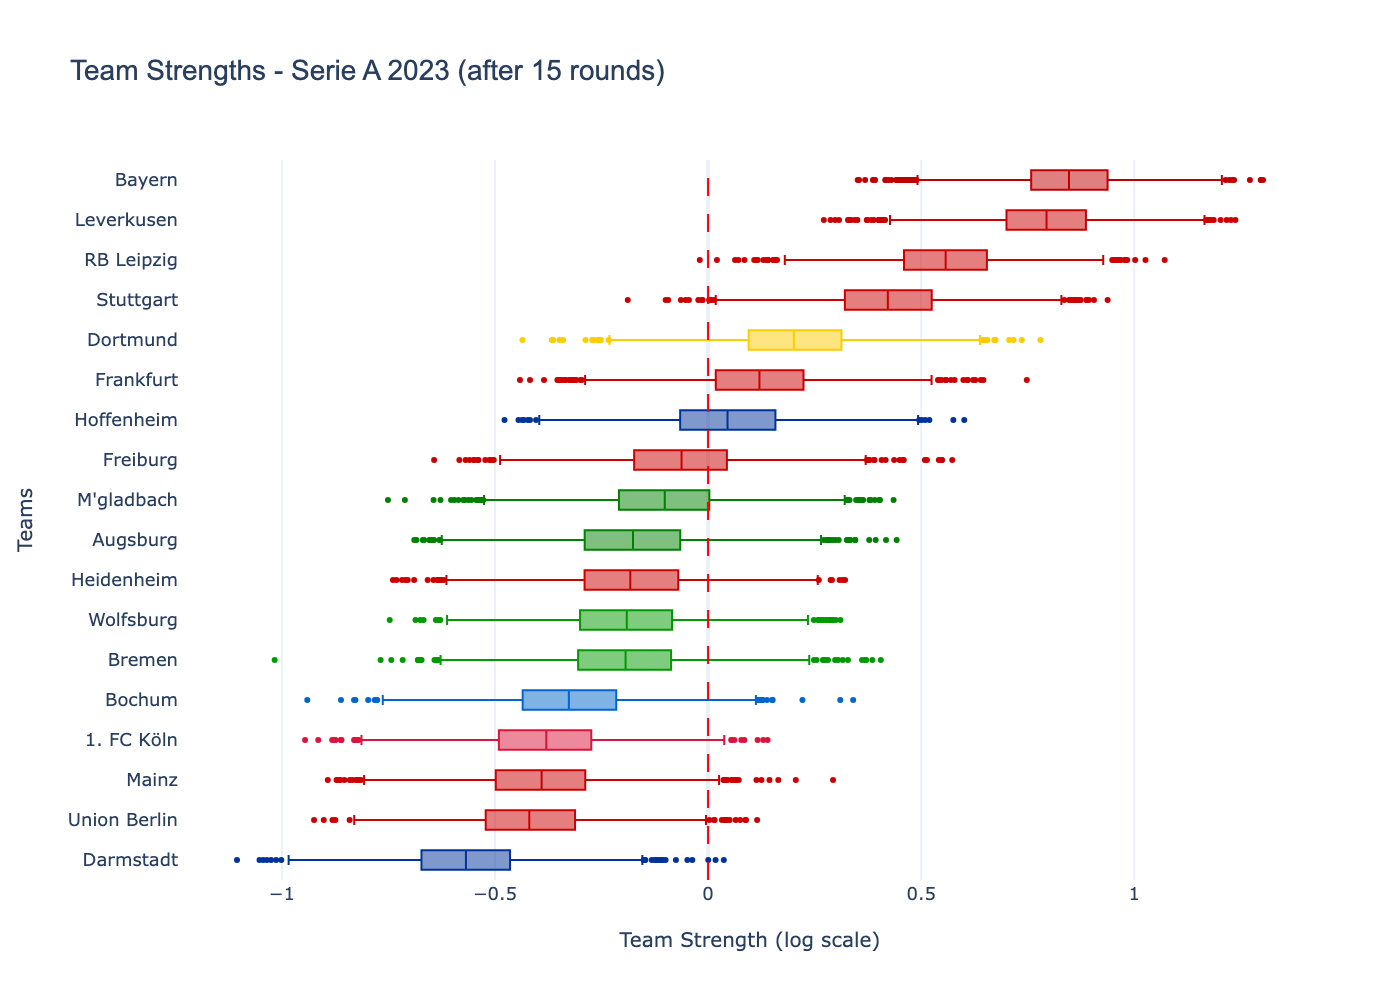 Team Strengths - Serie A 2023 (after 15 rounds)
Teams
Bayern
Leverkusen
RB Leipzig
Stuttgart
Dortmund
Frankfurt
Hoffenheim
Freiburg
M'gladbach
Augsburg
Heidenheim
Wolfsburg
Bremen
Bochum
1. FC Köln
Mainz
Union Berlin
Darmstadt
−1 −0.5 0 0.5 1
Team Strength (log scale)